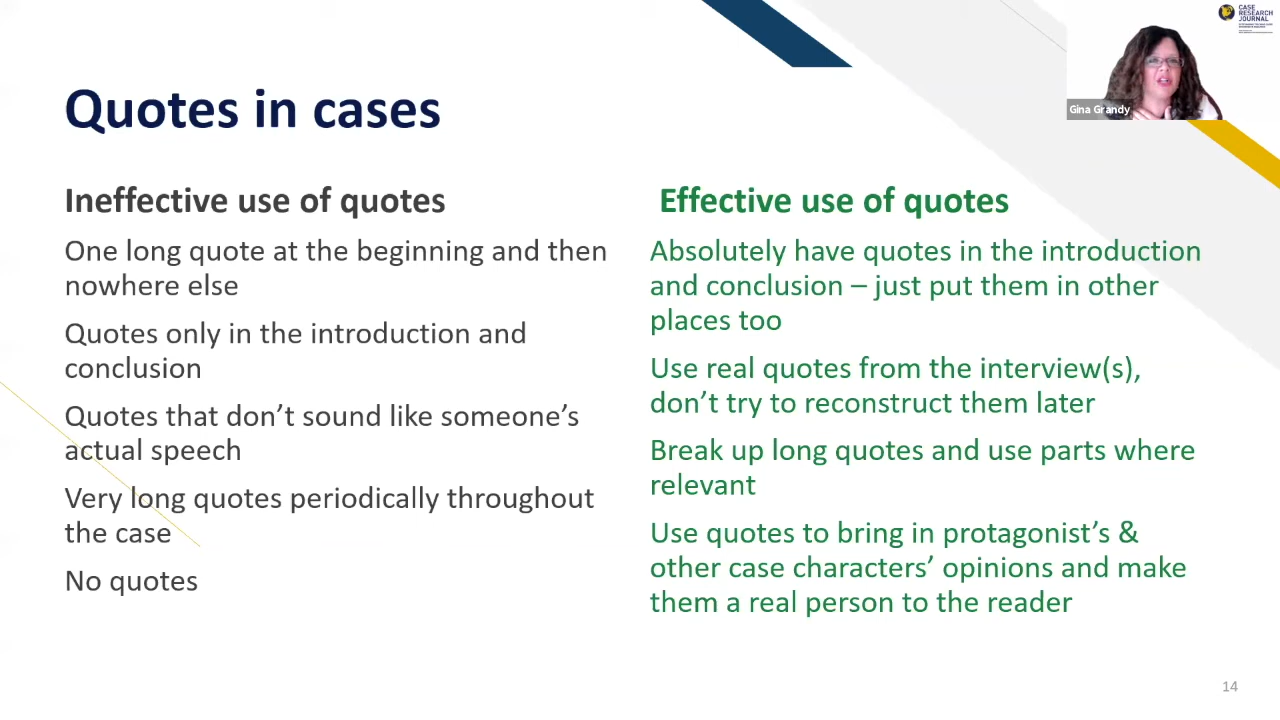 CASE
RESEARCH
JOURNAL
Gina Grandy
Quotes in cases
Ineffective use of quotes
One long quote at the beginning and then
nowhere else
Quotes only in the introduction and
conclusion
Quotes that don’t sound like someone’s
actual speech
Very long quotes periodically throughout
the case
No quotes
Effective use of quotes
Absolutely have quotes in the introduction
and conclusion – just put them in other
places too
Use real quotes from the interview(s),
don’t try to reconstruct them later
Break up long quotes and use parts where
relevant
Use quotes to bring in protagonist’s &
other case characters’ opinions and make
them a real person to the reader
14